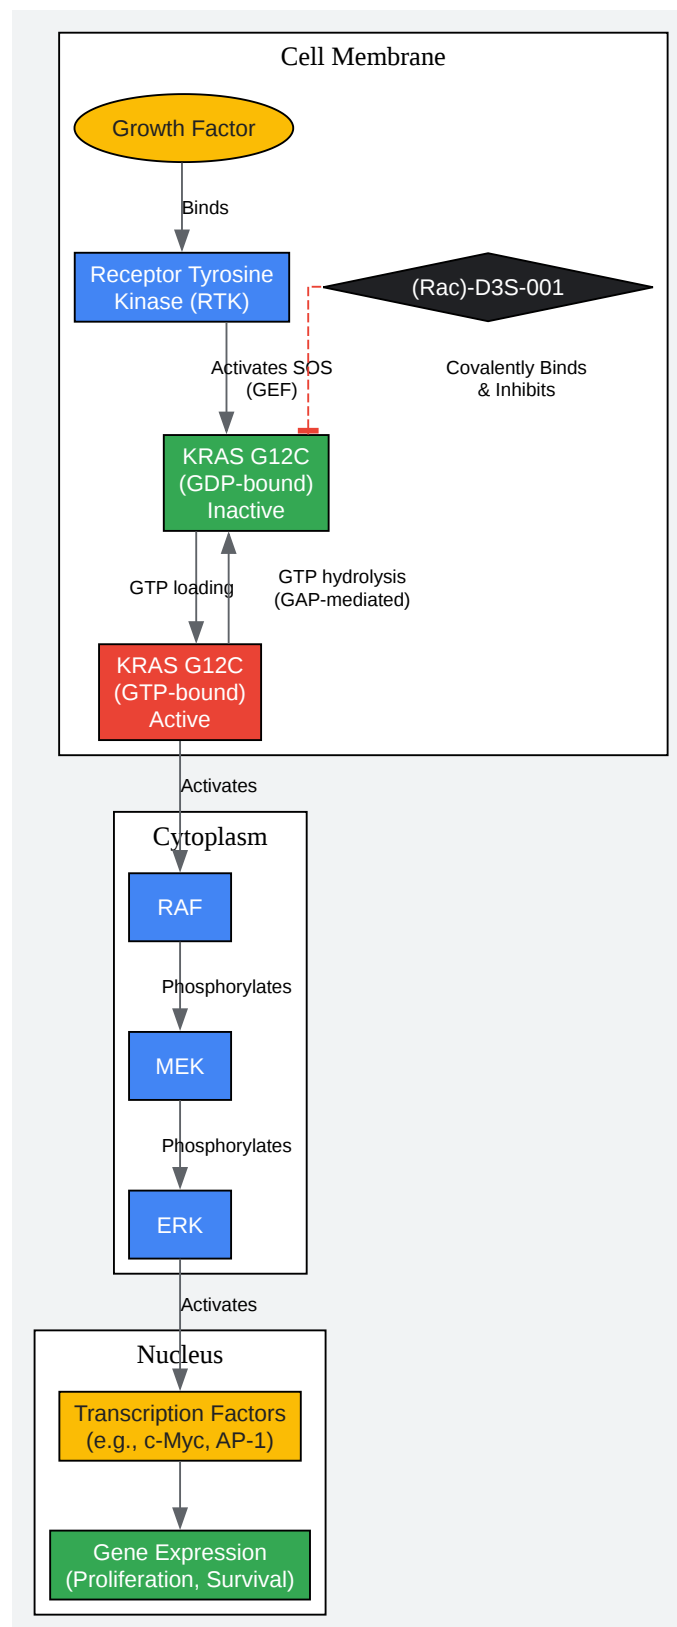 Cell Membrane
Growth Factor
Binds
Receptor Tyrosine
Kinase (RTK)
(Rac)-D3S-001
Activates SOS
(GEF)
Covalently Binds
& Inhibits
KRAS G12C
(GDP-bound)
Inactive
GTP loading
GTP hydrolysis
(GAP-mediated)
KRAS G12C
(GTP-bound)
Active
Activates
Cytoplasm
RAF
Phosphorylates
MEK
Phosphorylates
ERK
Activates
Nucleus
Transcription Factors
(e.g., c-Myc, AP-1)
Gene Expression
(Proliferation, Survival)